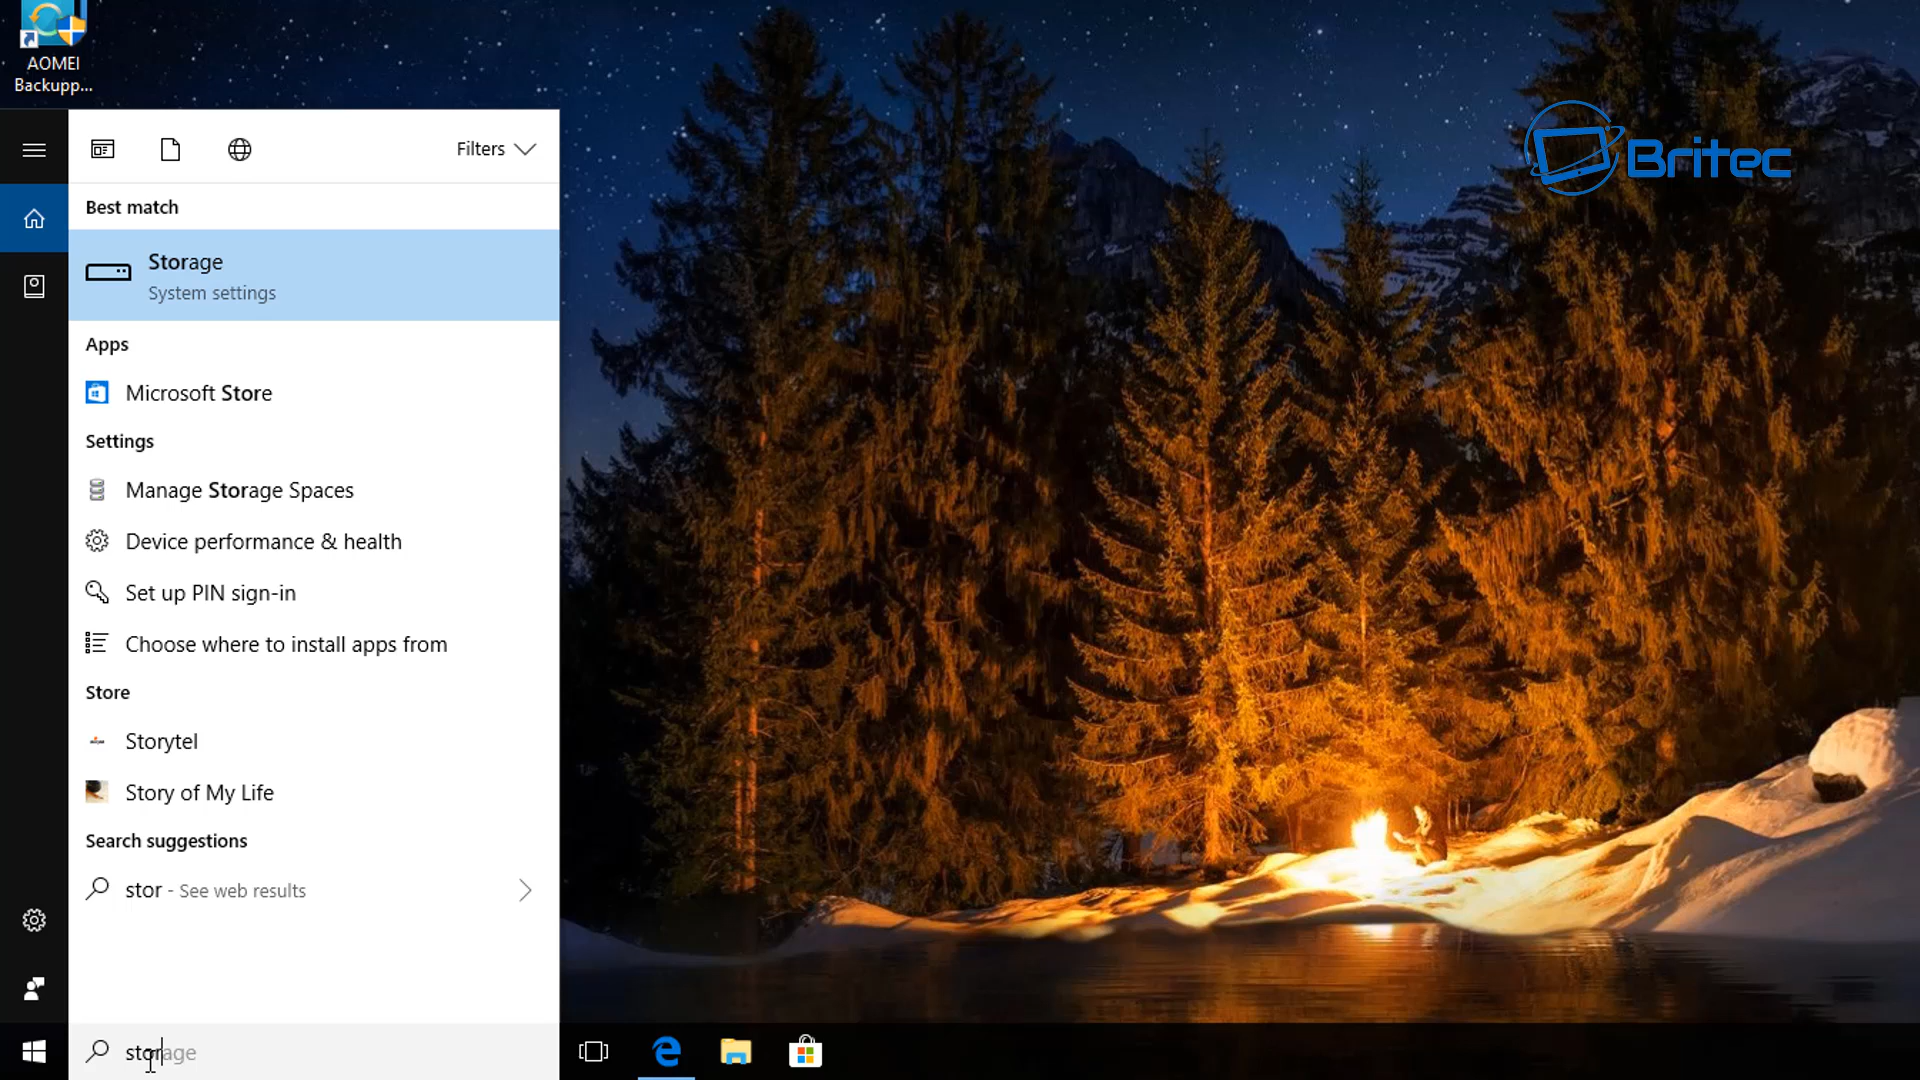 AOMEI
Backupp...
Filters
Britec
Best match
Storage
System settings
Apps
Microsoft Store
Settings
Manage Storage Spaces
Device performance & health
Set up PIN sign-in
Choose where to install apps from
Store
Storytel
Story of My Life
Search suggestions
stor - See web results
storage